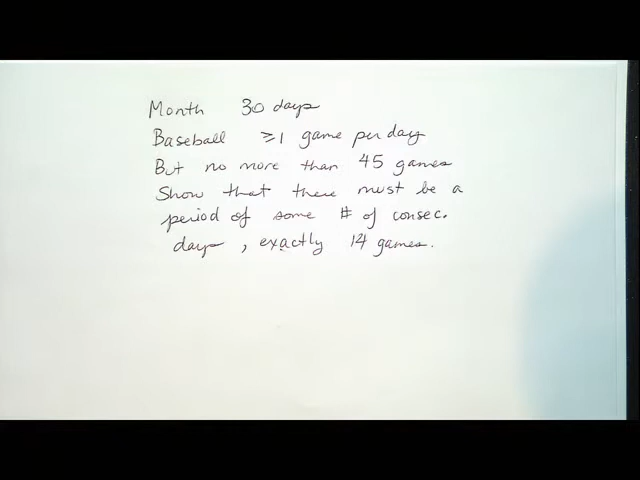 Month 30 days
Baseball ≥1 game per day
But no more than 45 games
Show that there must be a
period of some # of consec.
days, exactly 14 games.